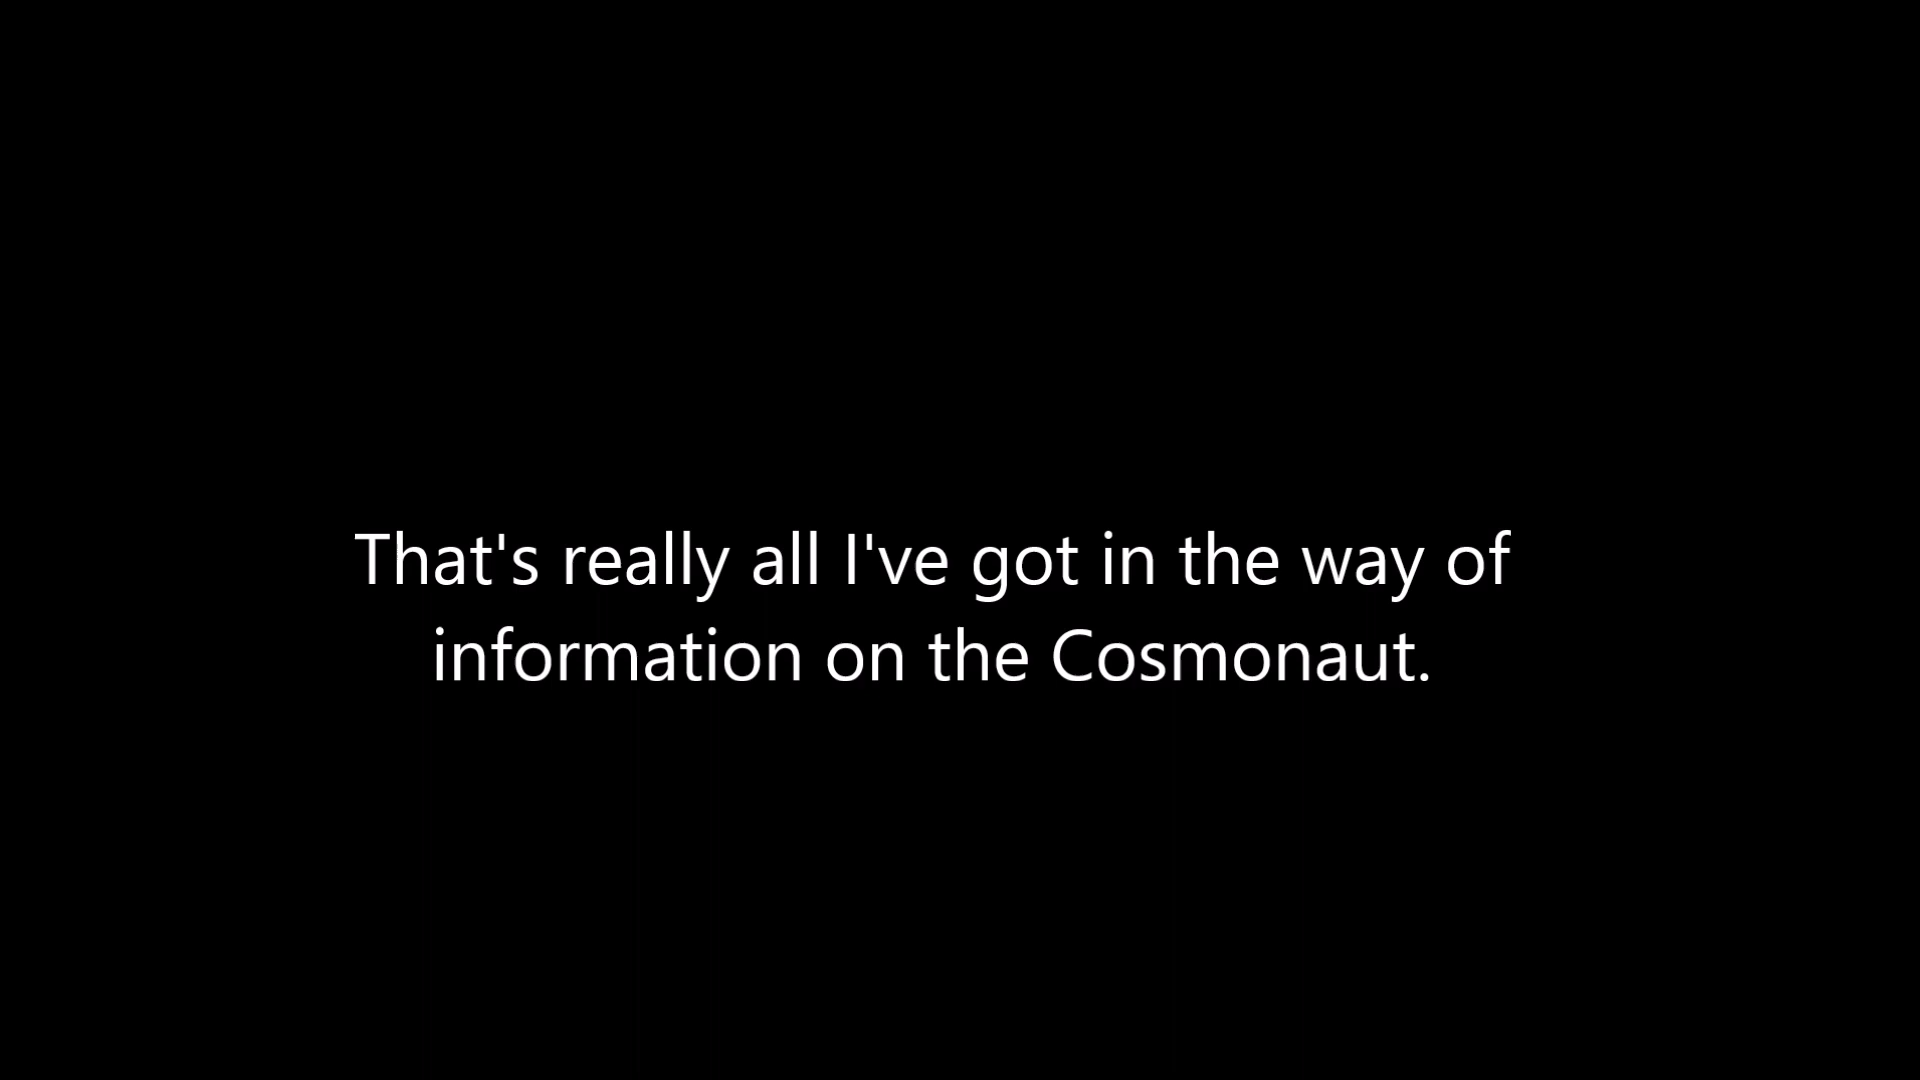 That's really all I've got in the way of
information on the Cosmonaut.